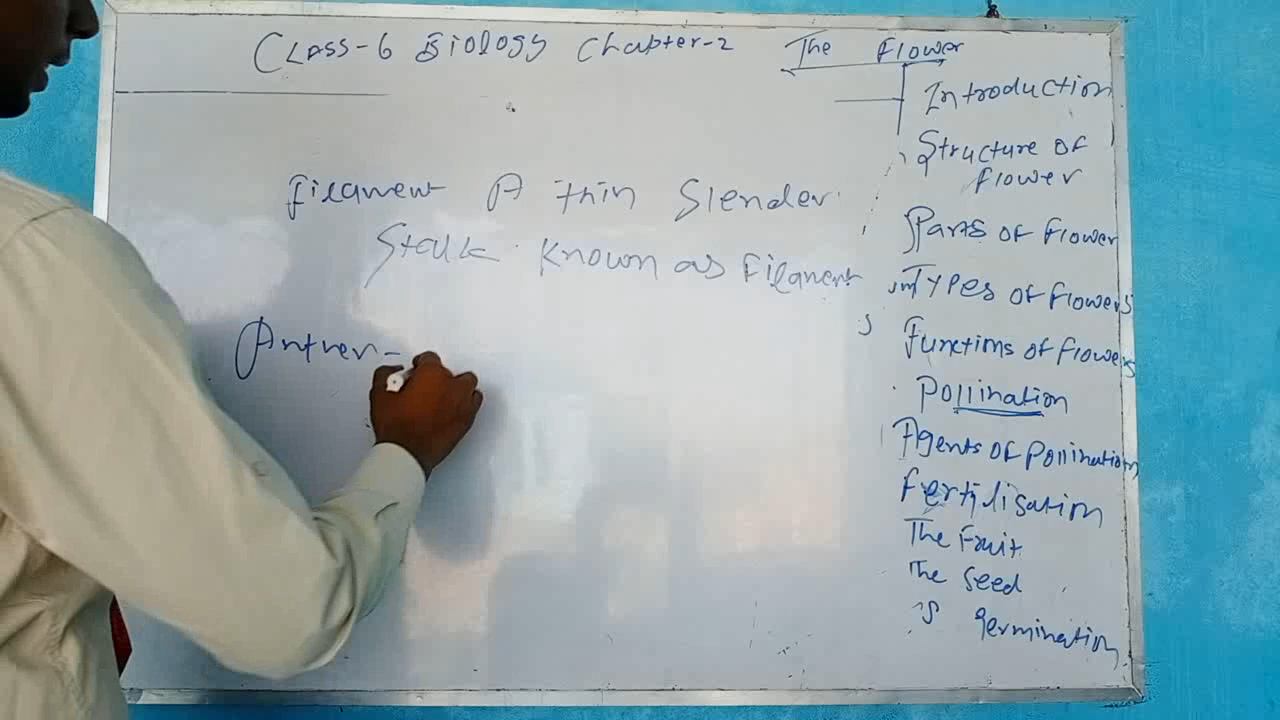 Class-6 Biology Chapter-2 The Flower
Introduction
Structure of
flower
Parts of flower
Types of flowers
Functions of flowers
Pollination
Agents of Pollination
Fertilisation
The Fruit
The Seed
Germination
Filament A thin Slender
Stalk known as Filament
Anther-